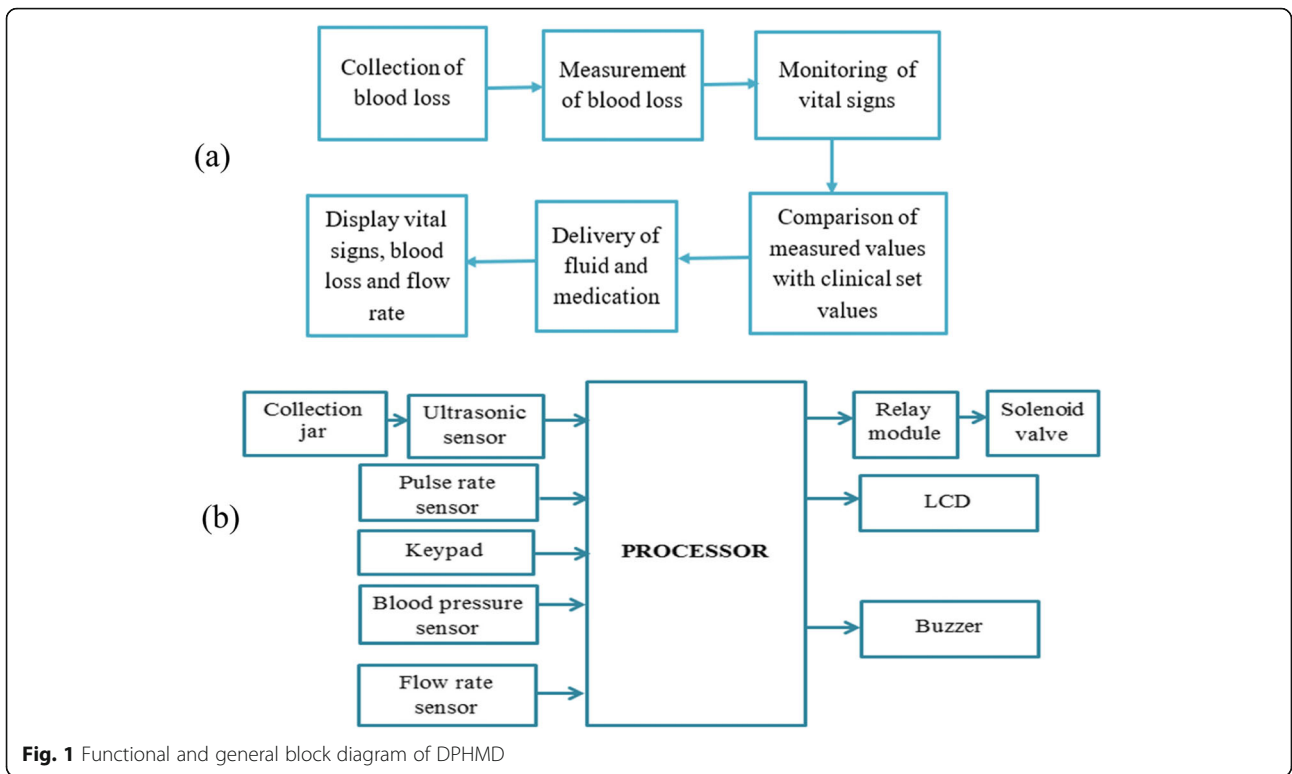 Collection of
blood loss
Measurement
of blood loss
Monitoring of
vital signs
(a)
Display vital
signs, blood
loss and flow
rate
Delivery of
fluid and
medication
Comparison of
measured values
with clinical set
values
Collection
jar
Ultrasonic
sensor
Pulse rate
sensor
(b)
Keypad
Blood pressure
sensor
Flow rate
sensor
PROCESSOR
Relay
module
Solenoid
valve
LCD
Buzzer
Fig. 1 Functional and general block diagram of DPHMD